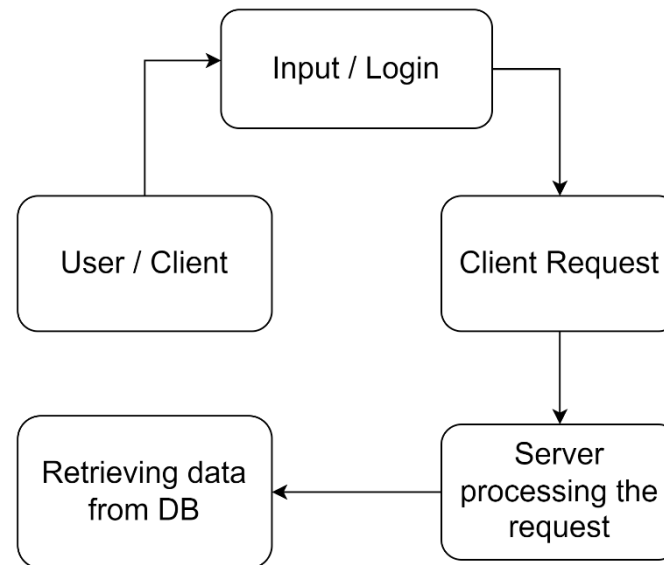 Input / Login
User / Client
Client Request
Retrieving data
from DB
Server
processing the
request